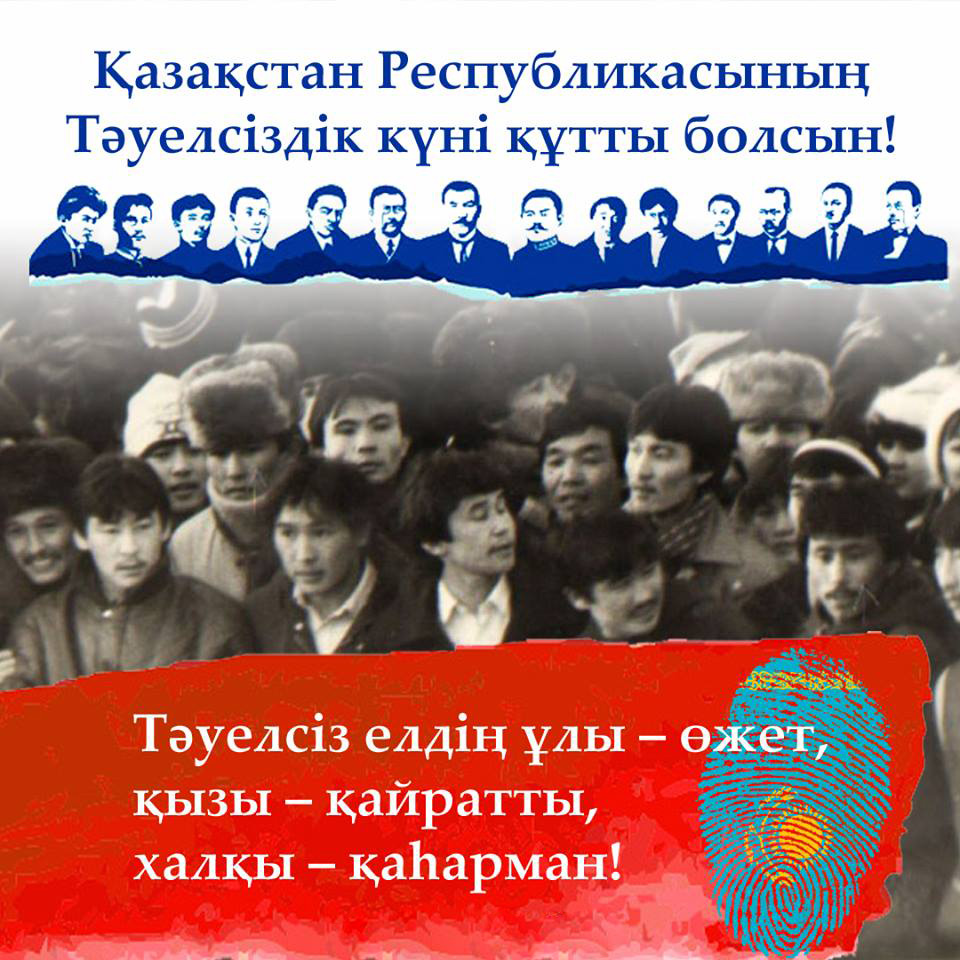 Қазақстан Республикасының
Тәуелсіздік күні құтты болсын!
Тәуелсіз елдің ұлы – өжет,
қызы – қайратты,
халқы – қаһарман!